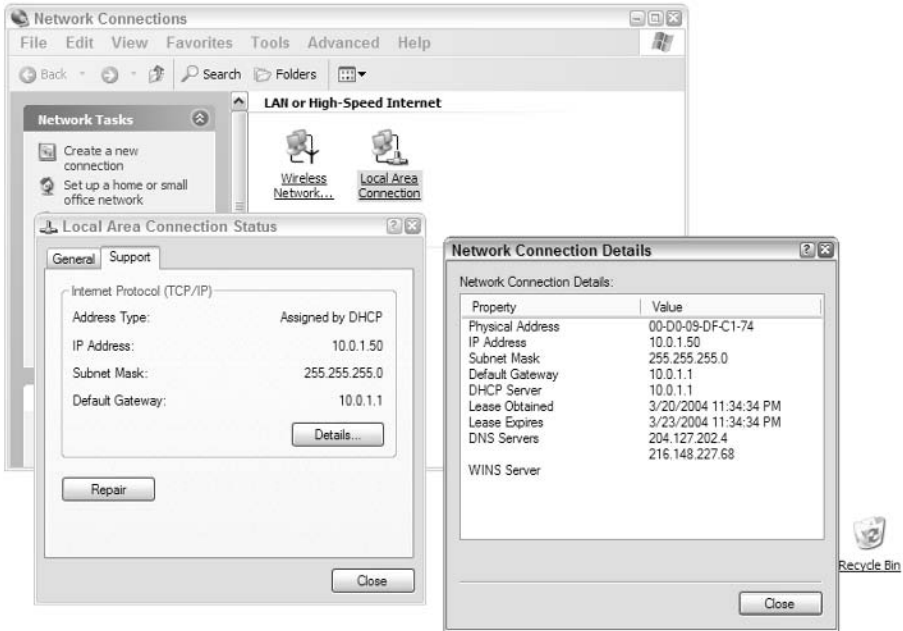 Network Connections
File Edit View Favorites Tools Advanced Help
Back Search Folders
LAN or High-Speed Internet
Network Tasks
Create a new
connection
Set up a home or small
office network
Wireless
Network...
Local Area
Connection
Local Area Connection Status
General Support
Internet Protocol (TCP/IP)
Address Type: Assigned by DHCP
IP Address: 10.0.1.50
Subnet Mask: 255.255.255.0
Default Gateway: 10.0.1.1
Details...
Repair
Close
Network Connection Details
Network Connection Details:
Property Value
Physical Address 00-D0-09-DF-C1-74
IP Address 10.0.1.50
Subnet Mask 255.255.255.0
Default Gateway 10.0.1.1
DHCP Server 10.0.1.1
Lease Obtained 3/20/2004 11:34:34 PM
Lease Expires 3/23/2004 11:34:34 PM
DNS Servers 204.127.202.4
216.148.227.68
WINS Server
Close
Recycle Bin